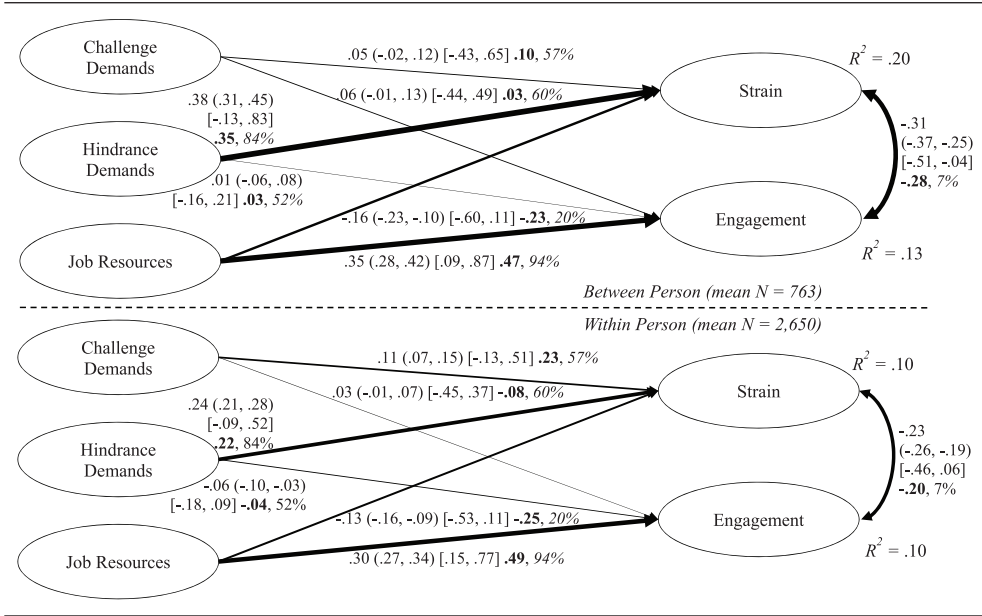 Challenge
Demands
.05 (-.02, .12) [-.43, .65] .10, 57%
Strain
R² = .20
.06 (-.01, .13) [-.44, .49] .03, 60%
.38 (.31, .45)
[-.13, .83]
.35, 84%
Hindrance
Demands
-.31
(-.37, -.25)
[-.51, -.04]
-.28, 7%
.01 (-.06, .08)
[-.16, .21] .03, 52%
-.16 (-.23, -.10) [-.60, .11] -.23, 20%
Engagement
R² = .13
Job Resources
.35 (.28, .42) [.09, .87] .47, 94%
Between Person (mean N = 763)
Within Person (mean N = 2,650)
Challenge
Demands
.11 (.07, .15) [-.13, .51] .23, 57%
Strain
R² = .10
.03 (-.01, .07) [-.45, .37] -.08, 60%
.24 (.21, .28)
[-.09, .52]
.22, 84%
Hindrance
Demands
-.23
(-.26, -.19)
[-.46, .06]
-.20, 7%
-.06 (-.10, -.03)
[-.18, .09] -.04, 52%
-.13 (-.16, -.09) [-.53, .11] -.25, 20%
Engagement
R² = .10
Job Resources
.30 (.27, .34) [.15, .77] .49, 94%